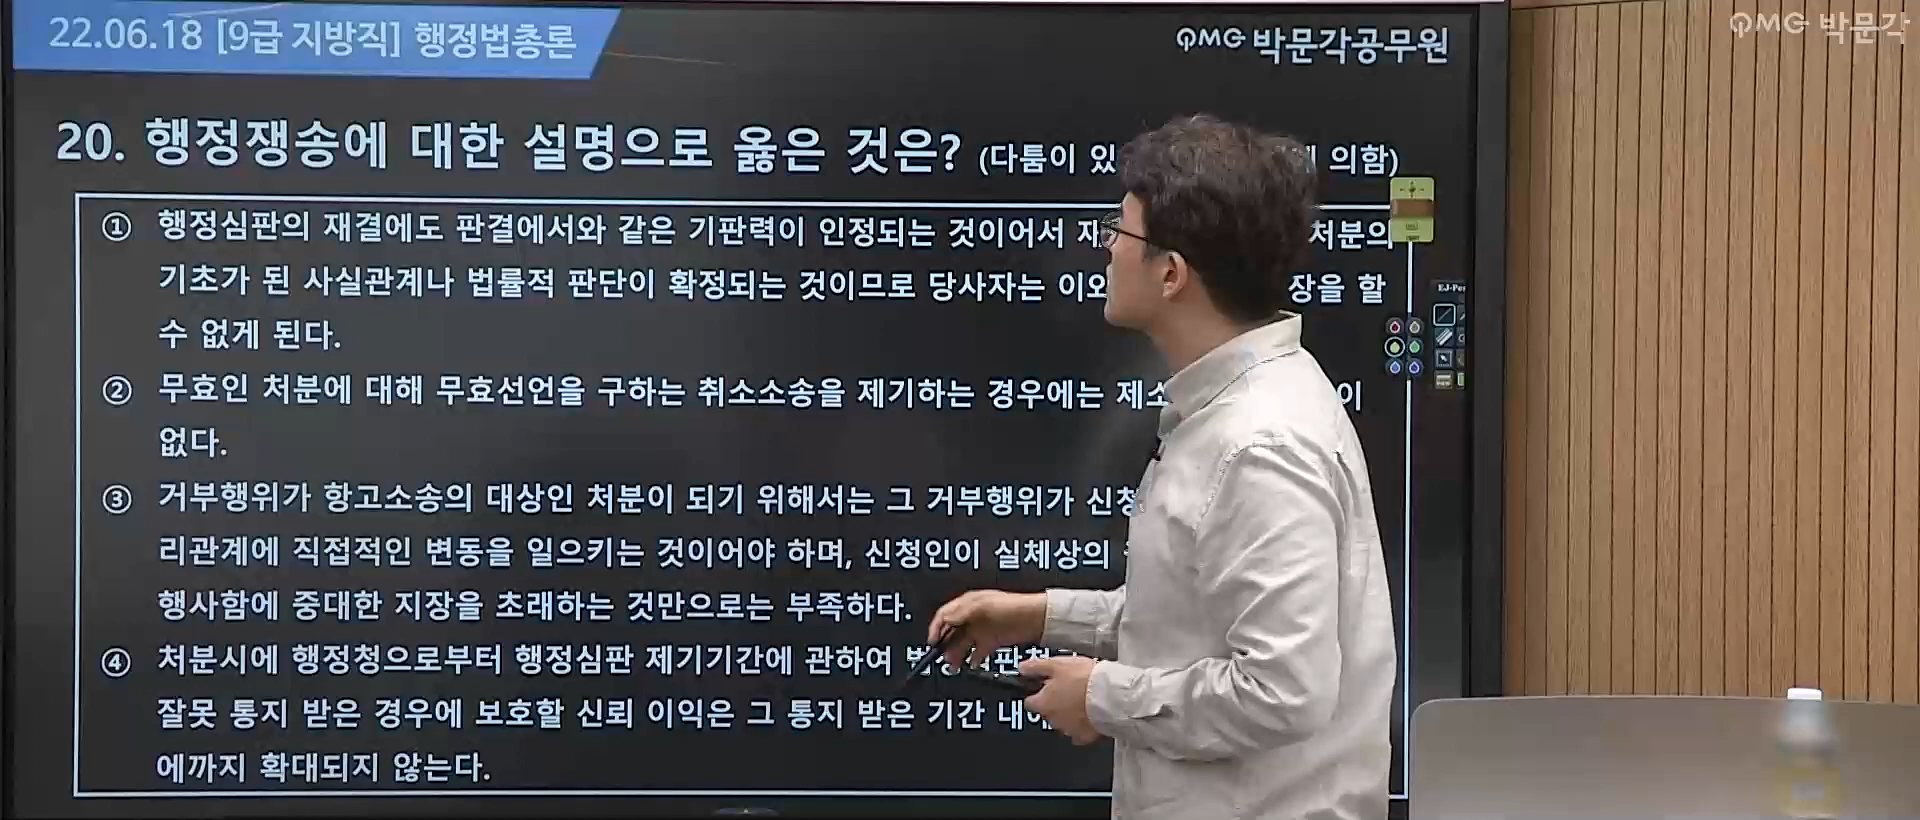 22.06.18 [9급 지방직] 행정법총론
박문각공무원
박문각
20. 행정쟁송에 대한 설명으로 옳은 것은? (다툼이 있 의함)
① 행정심판의 재결에도 판결에서와 같은 기판력이 인정되는 것이어서 처분의
기초가 된 사실관계나 법률적 판단이 확정되는 것이므로 당사자는 할
수 없게 된다.
② 무효인 처분에 대해 무효선언을 구하는 취소소송을 제기하는 경우에는
없다.
③ 거부행위가 항고소송의 대상인 처분이 되기 위해서는 그 거부행위가
리관계에 직접적인 변동을 일으키는 것이어야 하며, 신청인이 실체상의
행사함에 중대한 지장을 초래하는 것만으로는 부족하다.
④ 처분시에 행정청으로부터 행정심판 제기기간에 관하여
잘못 통지 받은 경우에 보호할 신뢰 이익은 그 통지 받은 기간
에까지 확대되지 않는다.